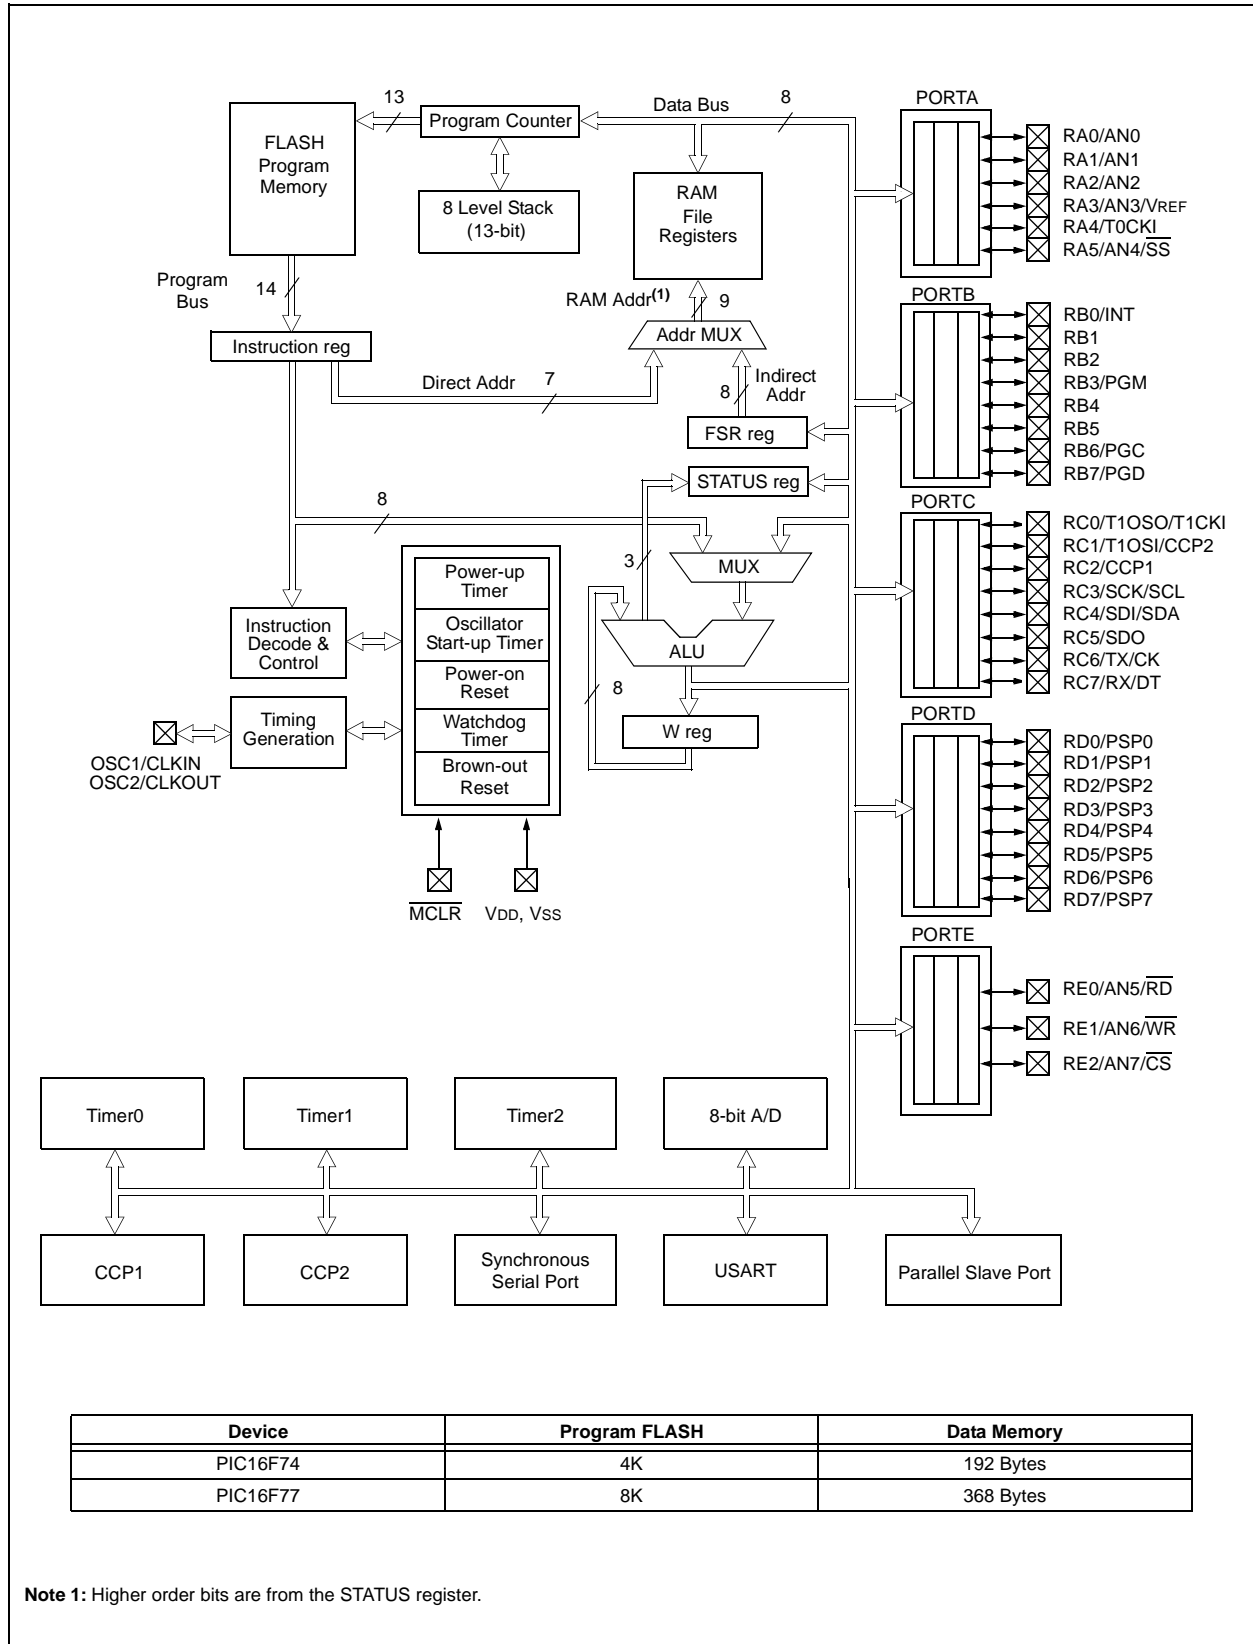 13
Data Bus
8
PORTA
FLASH
Program
Memory
Program Counter
8 Level Stack
(13-bit)
RAM
File
Registers
RA0/AN0
RA1/AN1
RA2/AN2
RA3/AN3/VREF
RA4/T0CKI
RA5/AN4/SS
Program
Bus
14
RAM Addr(1)
9
PORTB
Instruction reg
Addr MUX
Direct Addr
7
8
Indirect
Addr
FSR reg
RB0/INT
RB1
RB2
RB3/PGM
RB4
RB5
RB6/PGC
RB7/PGD
STATUS reg
8
PORTC
3
MUX
RC0/T1OSO/T1CKI
RC1/T1OSI/CCP2
RC2/CCP1
RC3/SCK/SCL
RC4/SDI/SDA
RC5/SDO
RC6/TX/CK
RC7/RX/DT
Power-up
Timer
Oscillator
Start-up Timer
Power-on
Reset
Watchdog
Timer
Brown-out
Reset
Instruction
Decode &
Control
ALU
8
W reg
Timing
Generation
OSC1/CLKIN
OSC2/CLKOUT
PORTD
RD0/PSP0
RD1/PSP1
RD2/PSP2
RD3/PSP3
RD4/PSP4
RD5/PSP5
RD6/PSP6
RD7/PSP7
MCLR
VDD, VSS
PORTE
RE0/AN5/RD
RE1/AN6/WR
RE2/AN7/CS
Timer0
Timer1
Timer2
8-bit A/D
CCP1
CCP2
Synchronous
Serial Port
USART
Parallel Slave Port
Device Program FLASH Data Memory
PIC16F74 4K 192 Bytes
PIC16F77 8K 368 Bytes
Note 1: Higher order bits are from the STATUS register.